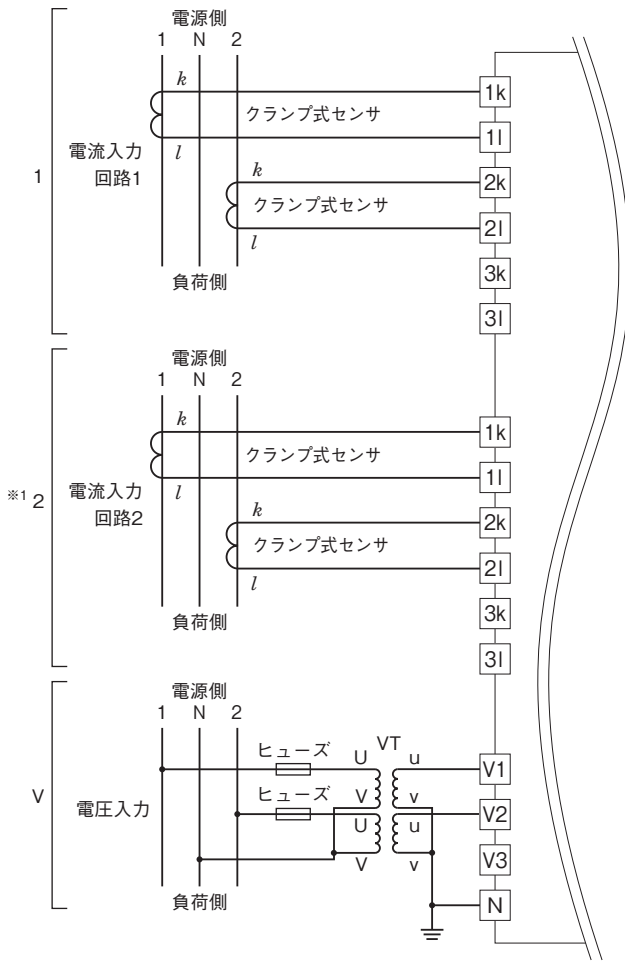 電源側
1 N 2
k
1k
クランプ式センサ
l
1l
電流入力
回路1
1
k
2k
クランプ式センサ
l
2l
3k
負荷側
3l
電源側
1 N 2
k
1k
クランプ式センサ
l
1l
※1 2
電流入力
回路2
k
2k
クランプ式センサ
l
2l
3k
負荷側
3l
電源側
1 N 2
VT
ヒューズ
U u
V1
V
電圧入力
ヒューズ
V v
U u
V2
V v
V3
負荷側
N